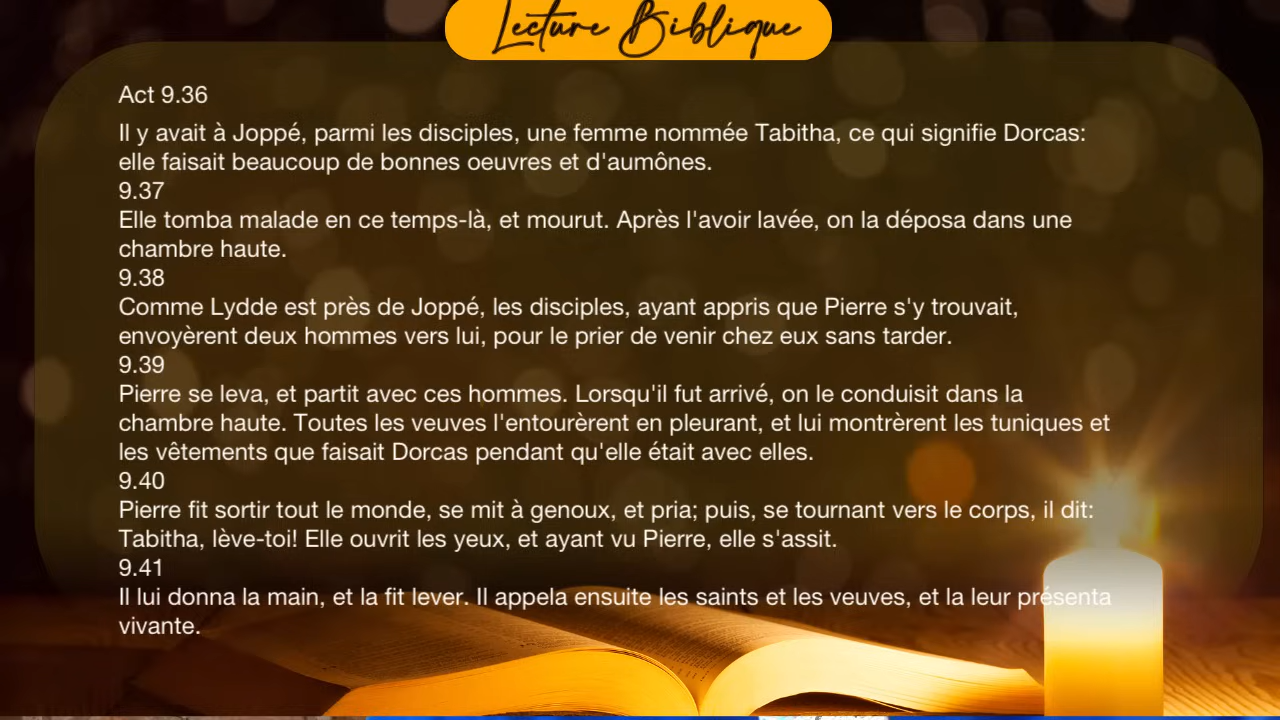 Lecture Biblique
Act 9.36
Il y avait à Joppé, parmi les disciples, une femme nommée Tabitha, ce qui signifie Dorcas:
elle faisait beaucoup de bonnes oeuvres et d'aumônes.
9.37
Elle tomba malade en ce temps-là, et mourut. Après l'avoir lavée, on la déposa dans une
chambre haute.
9.38
Comme Lydde est près de Joppé, les disciples, ayant appris que Pierre s'y trouvait,
envoyèrent deux hommes vers lui, pour le prier de venir chez eux sans tarder.
9.39
Pierre se leva, et partit avec ces hommes. Lorsqu'il fut arrivé, on le conduisit dans la
chambre haute. Toutes les veuves l'entourèrent en pleurant, et lui montrèrent les tuniques et
les vêtements que faisait Dorcas pendant qu'elle était avec elles.
9.40
Pierre fit sortir tout le monde, se mit à genoux, et pria; puis, se tournant vers le corps, il dit:
Tabitha, lève-toi! Elle ouvrit les yeux, et ayant vu Pierre, elle s'assit.
9.41
Il lui donna la main, et la fit lever. Il appela ensuite les saints et les veuves, et la leur présenta
vivante.